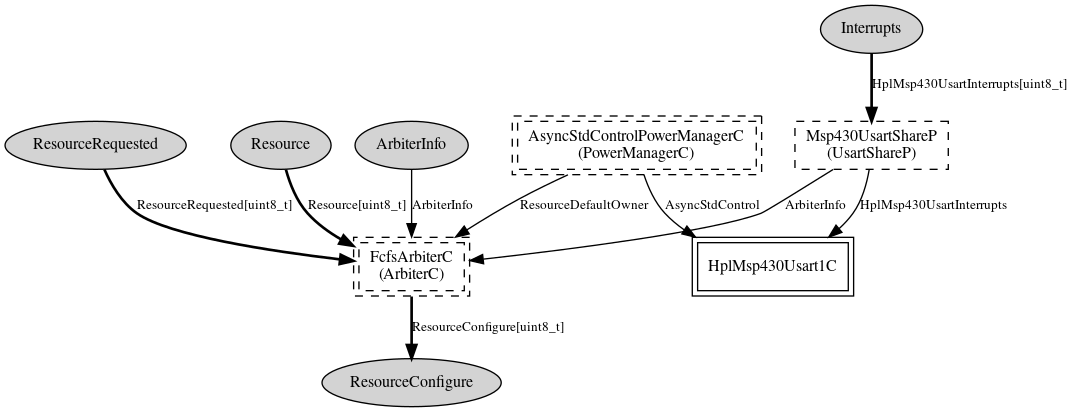 Interrupts
HplMsp430UsartInterrupts[uint8_t]
ResourceRequested
Resource
ArbiterInfo
AsyncStdControlPowerManagerC
(PowerManagerC)
Msp430UsartShareP
(UsartShareP)
ResourceRequested[uint8_t]
Resource[uint8_t]
ArbiterInfo
ResourceDefaultOwner
AsyncStdControl
ArbiterInfo
HplMsp430UsartInterrupts
FcfsArbiterC
(ArbiterC)
HplMsp430Usart1C
ResourceConfigure[uint8_t]
ResourceConfigure